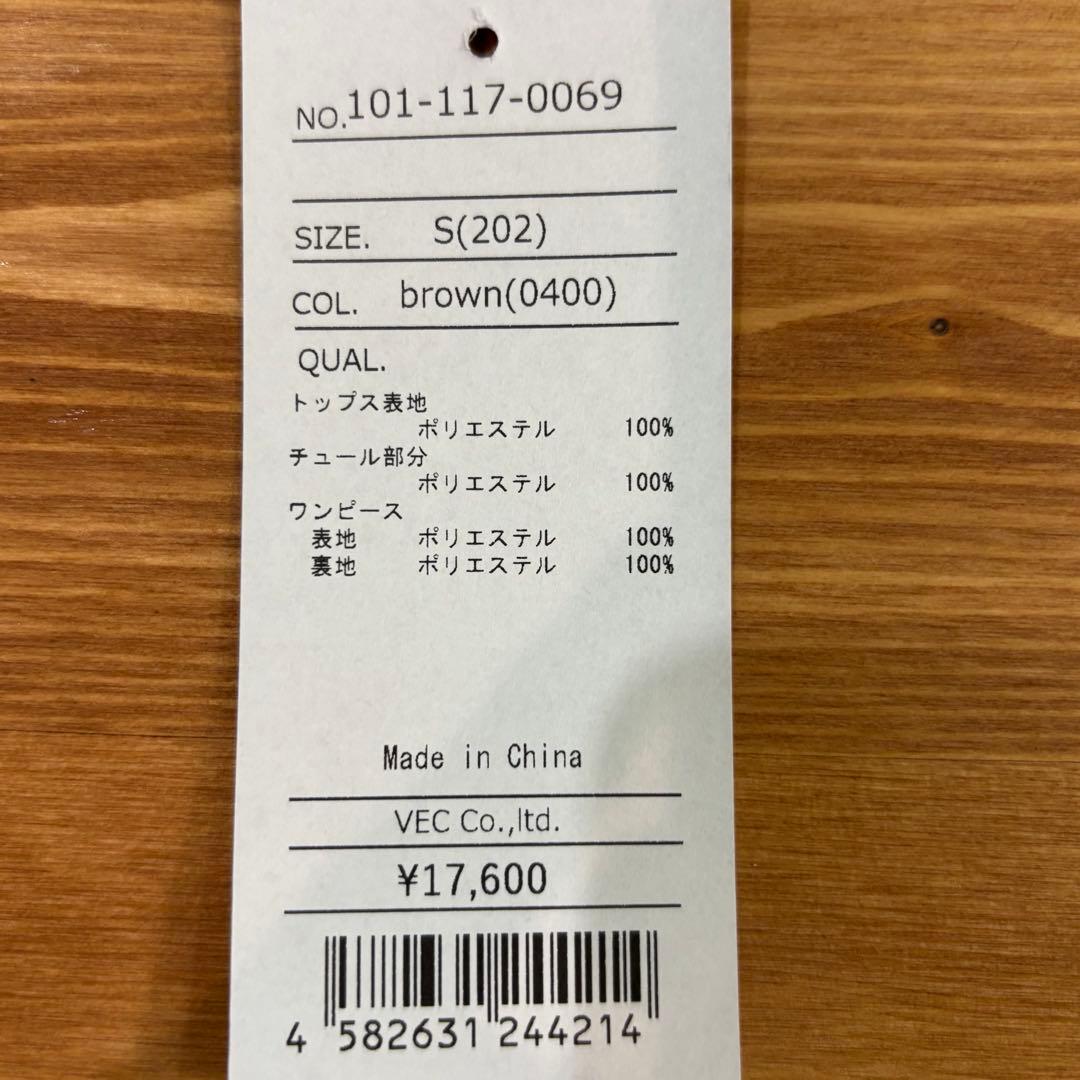 NO.101-117-0069
SIZE. S(202)
COL. brown(0400)
QUAL.
トップス表地
ポリエステル 100%
チュール部分
ポリエステル 100%
ワンピース
表地 ポリエステル 100%
裏地 ポリエステル 100%
Made in China
VEC Co.,ltd.
¥17,600
4 582631 244214